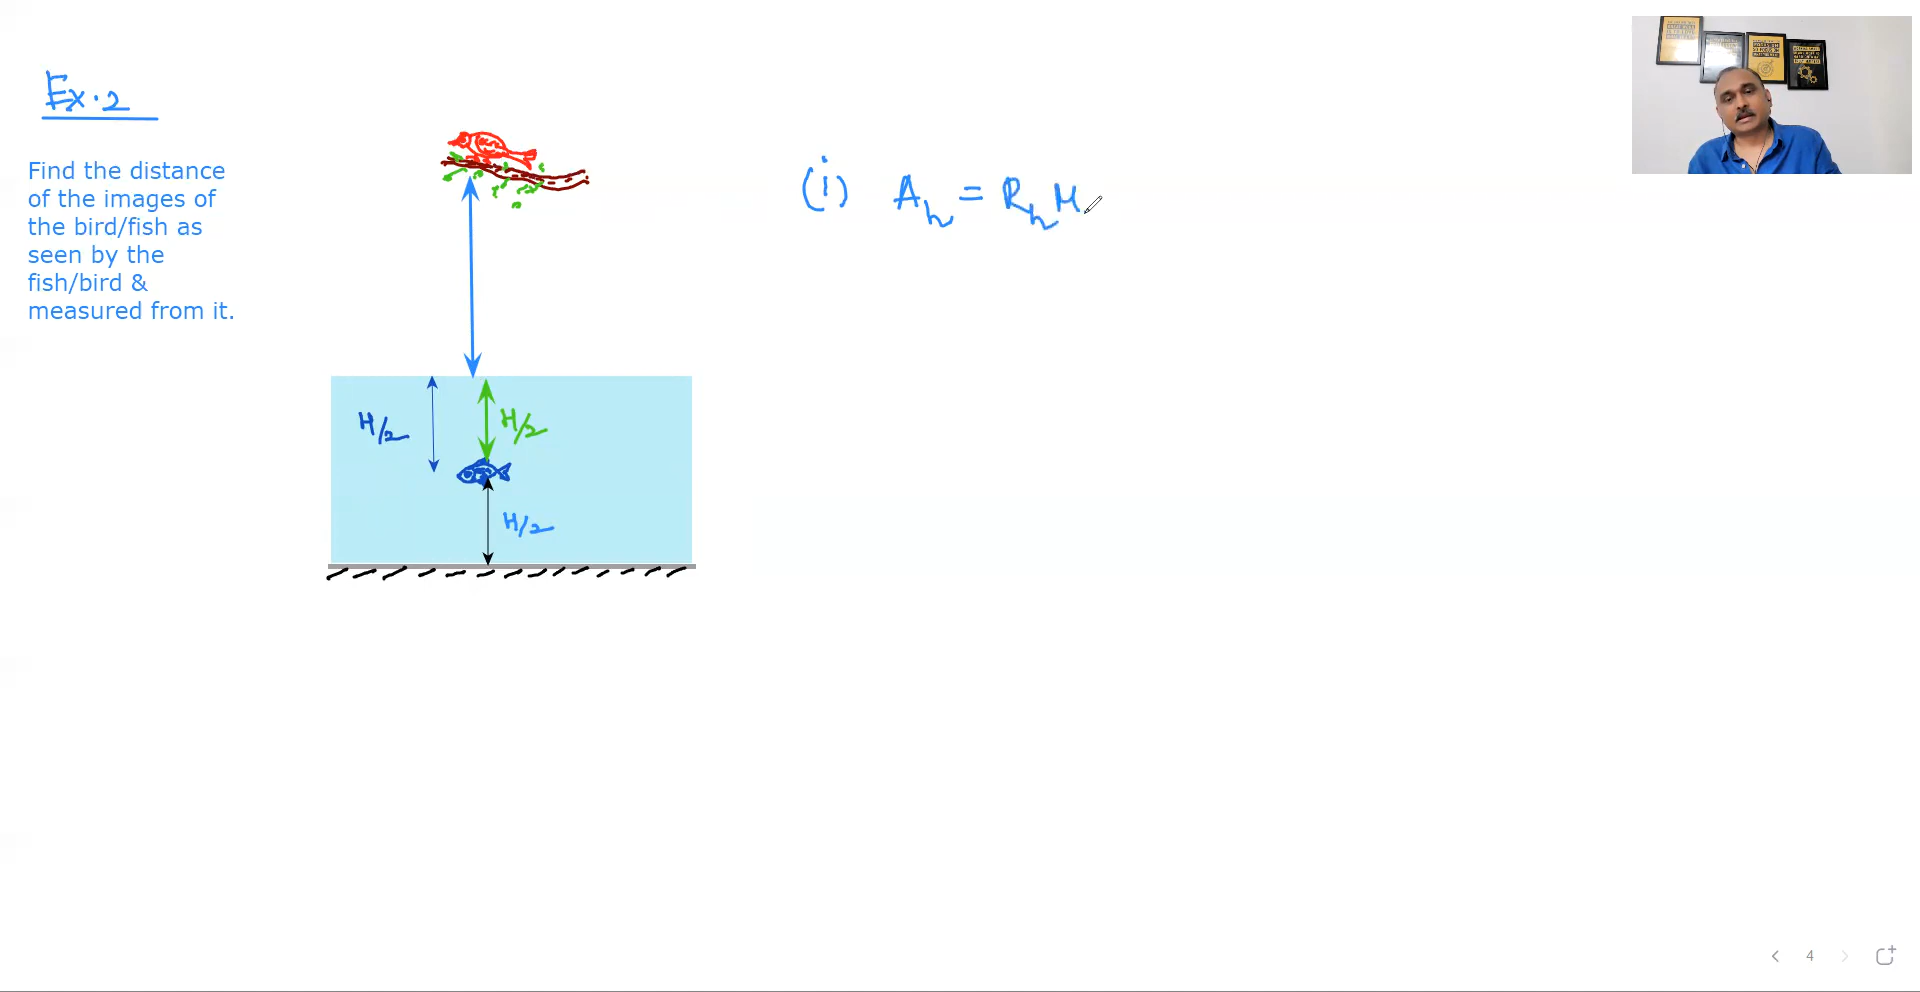 Ex.2
Find the distance
of the images of
the bird/fish as
seen by the
fish/bird &
measured from it.
(i) A_h = R_h μ
H/2
H/2
H/2
4